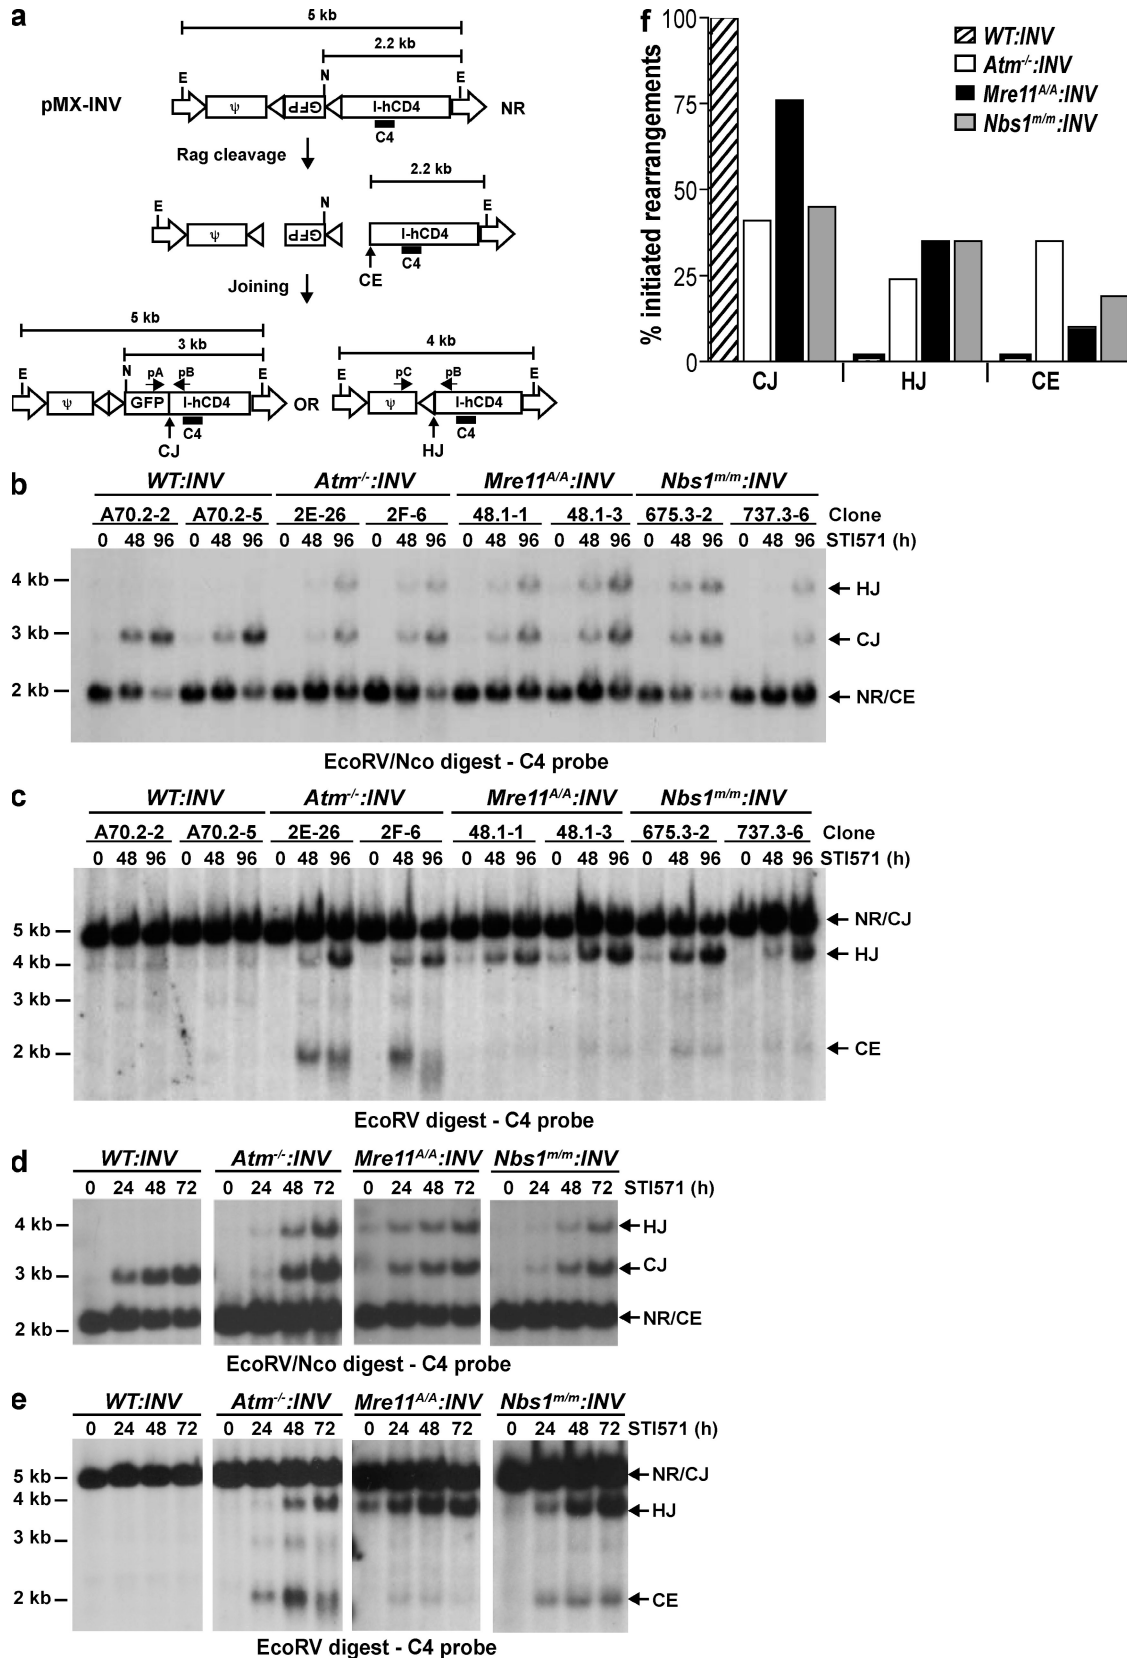 a
5 kb
2.2 kb
E N E
pMX-INV ψ GFP I-hCD4 NR
C4
Rag cleavage
2.2 kb
E N E
ψ GFP I-hCD4
C4
CE
Joining
5 kb
3 kb
4 kb
E N pA pB E E pC pB E
ψ GFP I-hCD4 OR ψ I-hCD4
C4 C4
CJ HJ
f
% initiated rearrangements
100
75
50
25
0
CJ HJ CE
WT:INV
Atm-/-:INV
Mre11A/A:INV
Nbs1m/m:INV
b
WT:INV Atm-/-:INV Mre11A/A:INV Nbs1m/m:INV
A70.2-2 A70.2-5 2E-26 2F-6 48.1-1 48.1-3 675.3-2 737.3-6 Clone
0 48 96 0 48 96 0 48 96 0 48 96 0 48 96 0 48 96 0 48 96 0 48 96 STI571 (h)
4 kb HJ
3 kb CJ
2 kb NR/CE
EcoRV/Nco digest - C4 probe
c
WT:INV Atm-/-:INV Mre11A/A:INV Nbs1m/m:INV
A70.2-2 A70.2-5 2E-26 2F-6 48.1-1 48.1-3 675.3-2 737.3-6 Clone
0 48 96 0 48 96 0 48 96 0 48 96 0 48 96 0 48 96 0 48 96 0 48 96 STI571 (h)
5 kb NR/CJ
4 kb HJ
3 kb
2 kb CE
EcoRV digest - C4 probe
d
WT:INV Atm-/-:INV Mre11A/A:INV Nbs1m/m:INV
0 24 48 72 0 24 48 72 0 24 48 72 0 24 48 72 STI571 (h)
4 kb HJ
3 kb CJ
2 kb NR/CE
EcoRV/Nco digest - C4 probe
e
WT:INV Atm-/-:INV Mre11A/A:INV Nbs1m/m:INV
0 24 48 72 0 24 48 72 0 24 48 72 0 24 48 72 STI571 (h)
5 kb NR/CJ
4 kb HJ
3 kb
2 kb CE
EcoRV digest - C4 probe